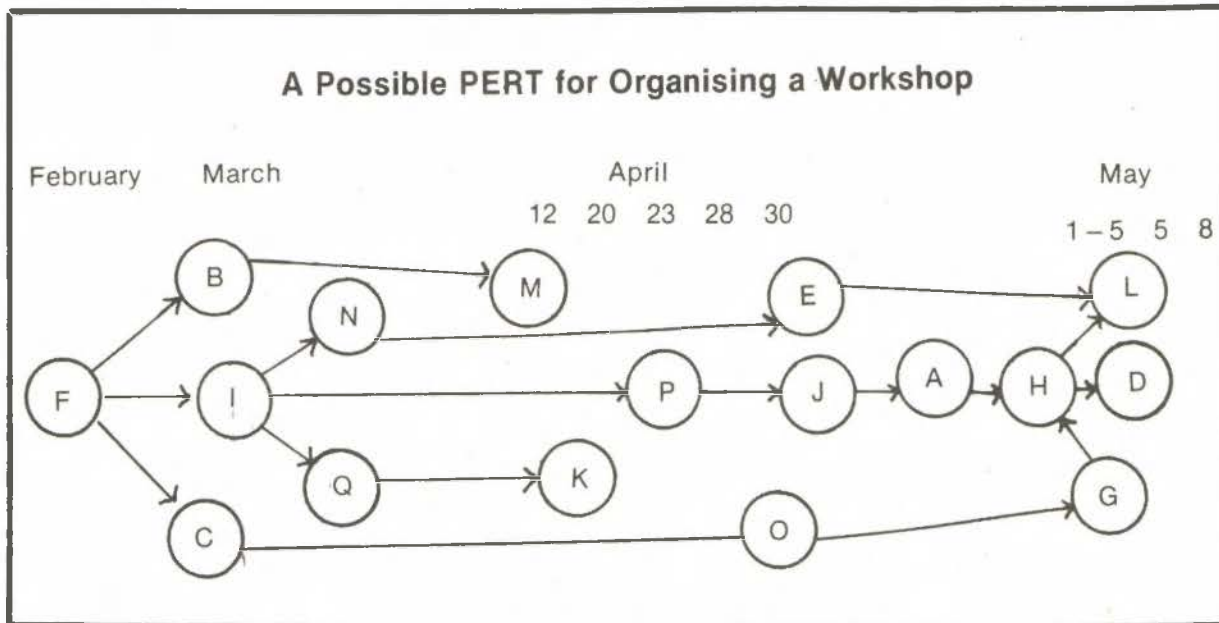 A Possible PERT for Organising a Workshop
February March April May
12 20 23 28 30
1 – 5 5 8
B
M
N
E
L
F
I
P
J
A
H
D
Q
K
G
C
O